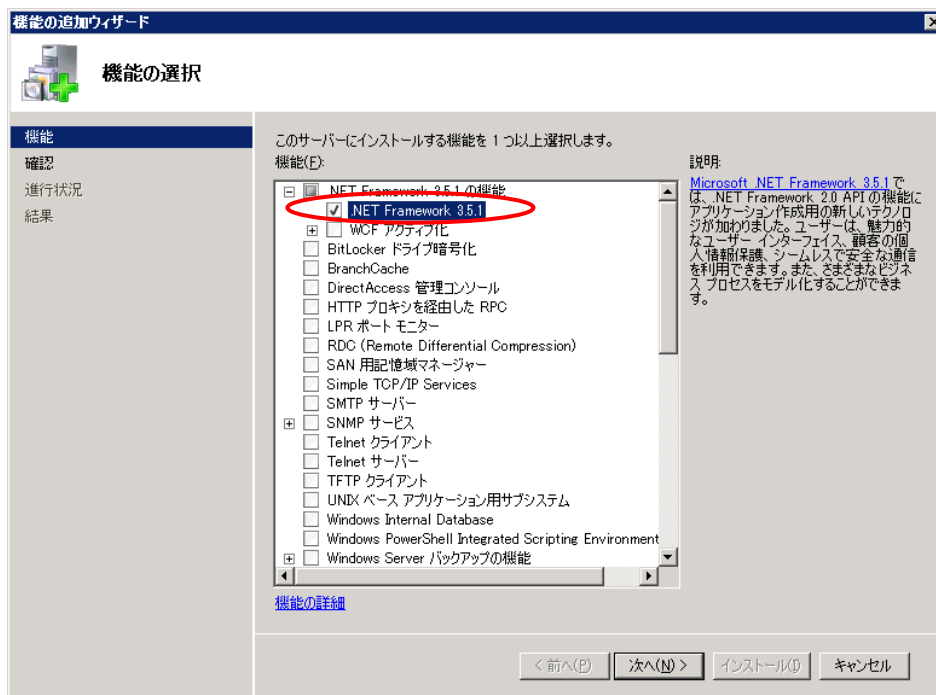 機能の追加ウィザード
機能の選択
機能
確認
進行状況
結果
このサーバーにインストールする機能を 1 つ以上選択します。
機能(F):
.NET Framework 3.5.1 の機能
.NET Framework 3.5.1
WCF アクティブ化
BitLocker ドライブ暗号化
BranchCache
DirectAccess 管理コンソール
HTTP プロキシを経由した RPC
LPR ポート モニター
RDC (Remote Differential Compression)
SAN 用記憶域マネージャー
Simple TCP/IP Services
SMTP サーバー
SNMP サービス
Telnet クライアント
Telnet サーバー
TFTP クライアント
UNIX ベース アプリケーション用サブシステム
Windows Internal Database
Windows PowerShell Integrated Scripting Environment
Windows Server バックアップの機能
機能の詳細
説明:
Microsoft .NET Framework 3.5.1 で
は、.NET Framework 2.0 API の機能に
アプリケーション作成用の新しいテクノロ
ジが加わりました。ユーザーは、魅力的
なユーザー インターフェイス、顧客の個
人情報保護、シームレスで安全な通信
を利用できます。また、さまざまなビジネ
ス プロセスをモデル化することができま
す。
< 前へ(P)
次へ(N) >
インストール(I)
キャンセル